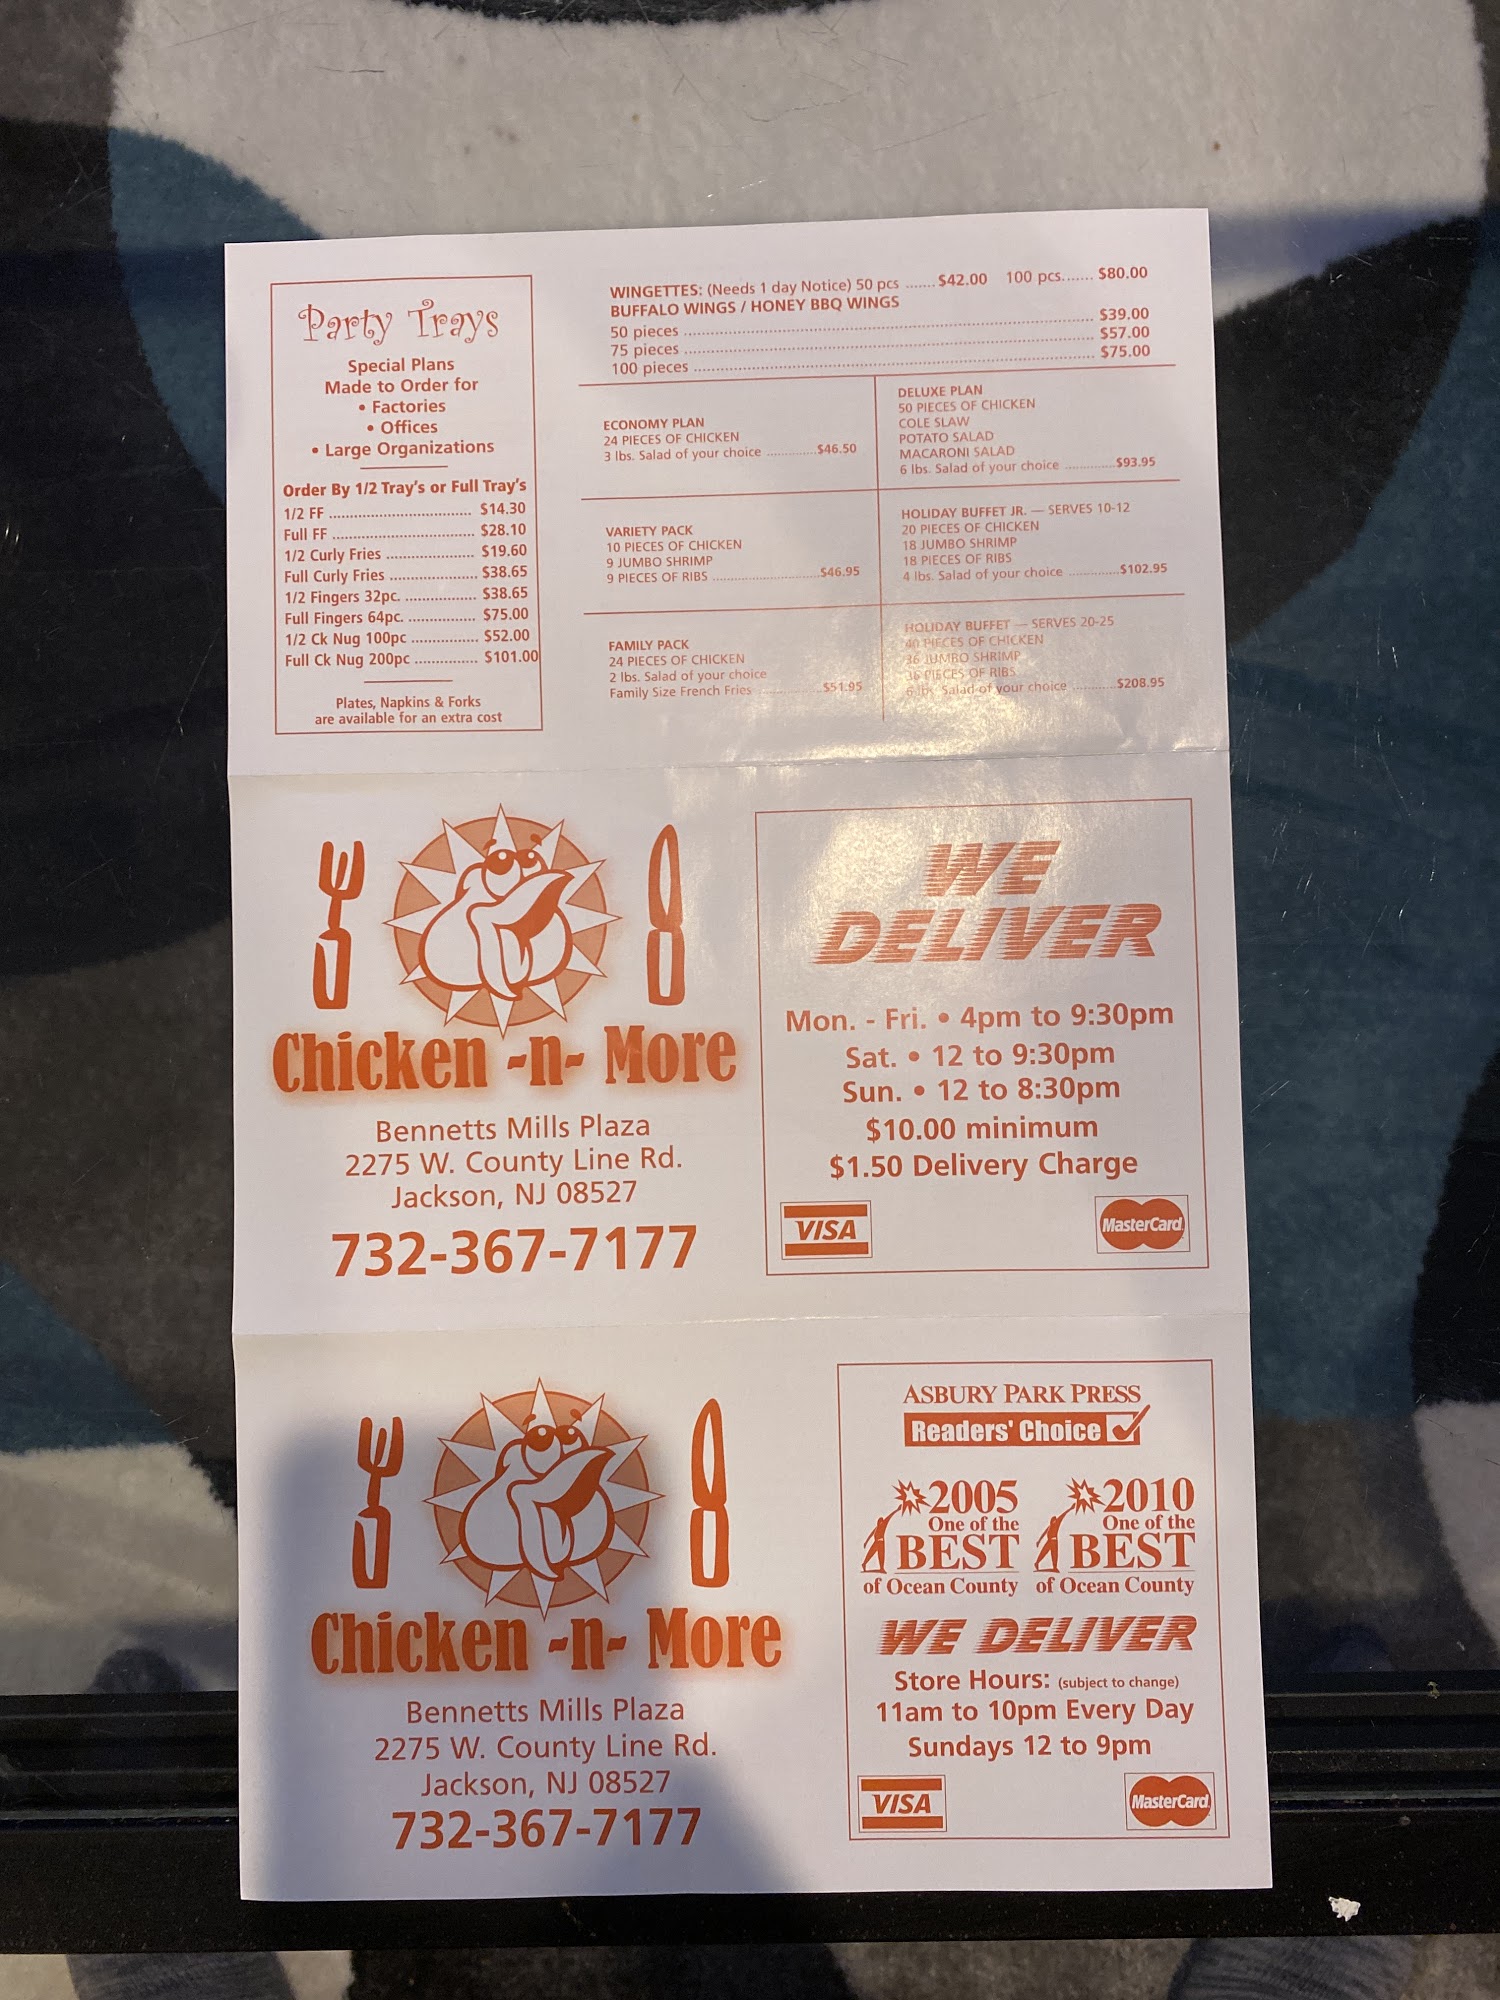 Party Trays
Special Plans
Made to Order for
• Factories
• Offices
• Large Organizations
Order By 1/2 Tray's or Full Tray's
1/2 FF ................................. $14.30
Full FF ................................. $28.10
1/2 Curly Fries .................... $19.60
Full Curly Fries .................... $38.65
1/2 Fingers 32pc. ................ $38.65
Full Fingers 64pc. ............... $75.00
1/2 Ck Nug 100pc ............... $52.00
Full Ck Nug 200pc .............. $101.00
Plates, Napkins & Forks
are available for an extra cost
WINGETTES: (Needs 1 day Notice) 50 pcs ....... $42.00 100 pcs....... $80.00
BUFFALO WINGS / HONEY BBQ WINGS
50 pieces ........................ $39.00
75 pieces ........................ $57.00
100 pieces ........................ $75.00
ECONOMY PLAN
24 PIECES OF CHICKEN
3 lbs. Salad of your choice .............$46.50
DELUXE PLAN
50 PIECES OF CHICKEN
COLE SLAW
POTATO SALAD
MACARONI SALAD
6 lbs. Salad of your choice .............$93.95
VARIETY PACK
10 PIECES OF CHICKEN
9 JUMBO SHRIMP
9 PIECES OF RIBS ...........................$46.95
HOLIDAY BUFFET JR. — SERVES 10-12
20 PIECES OF CHICKEN
18 JUMBO SHRIMP
18 PIECES OF RIBS
4 lbs. Salad of your choice .............$102.95
FAMILY PACK
24 PIECES OF CHICKEN
2 lbs. Salad of your choice
Family Size French Fries ................$51.95
HOLIDAY BUFFET — SERVES 20-25
40 PIECES OF CHICKEN
36 JUMBO SHRIMP
36 PIECES OF RIBS
6 lbs. Salad of your choice ...........$208.95
Chicken -n- More
Bennetts Mills Plaza
2275 W. County Line Rd.
Jackson, NJ 08527
732-367-7177
WE
DELIVER
Mon. - Fri. • 4pm to 9:30pm
Sat. • 12 to 9:30pm
Sun. • 12 to 8:30pm
$10.00 minimum
$1.50 Delivery Charge
VISA MasterCard
Chicken -n- More
Bennetts Mills Plaza
2275 W. County Line Rd.
Jackson, NJ 08527
732-367-7177
ASBURY PARK PRESS
Readers' Choice
2005
One of the
BEST
of Ocean County
2010
One of the
BEST
of Ocean County
WE DELIVER
Store Hours: (subject to change)
11am to 10pm Every Day
Sundays 12 to 9pm
VISA MasterCard